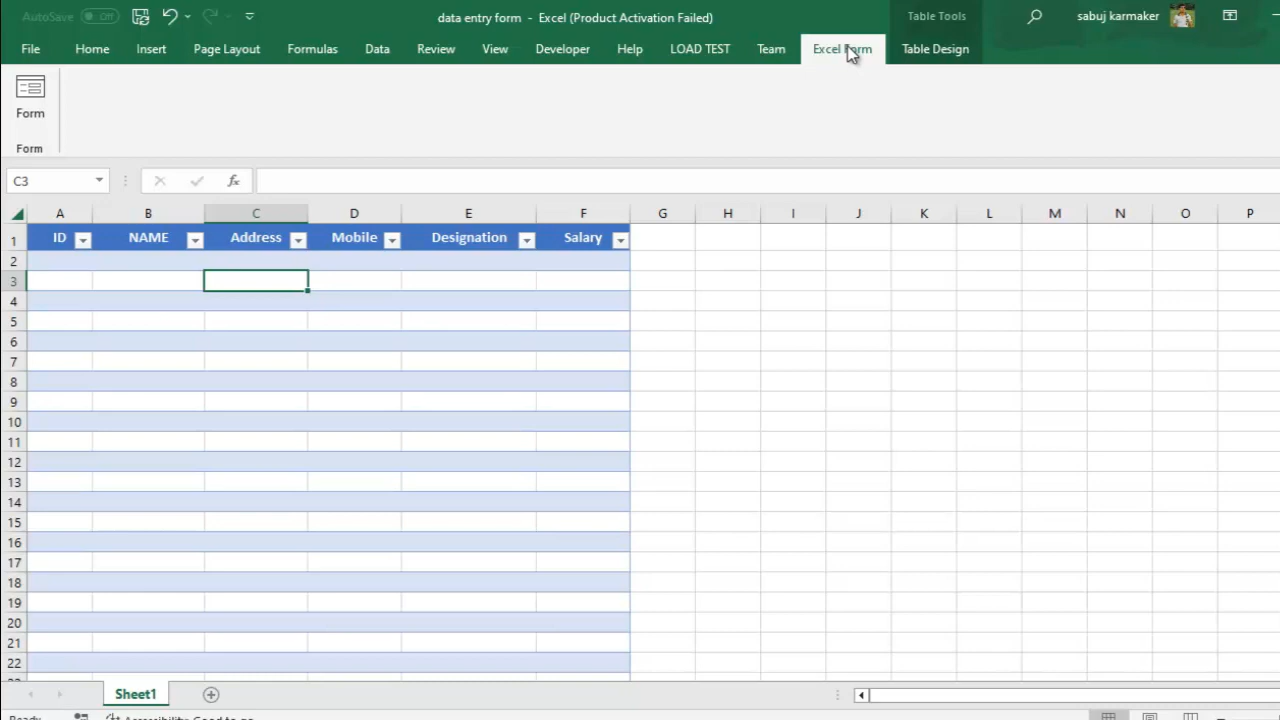 AutoSave Off data entry form - Excel (Product Activation Failed) Table Tools sabuj karmaker
File Home Insert Page Layout Formulas Data Review View Developer Help LOAD TEST Team Excel Form Table Design
Form
Form
C3 fx
A B C D E F G H I J K L M N O P
1 ID NAME Address Mobile Designation Salary
2
3
4
5
6
7
8
9
10
11
12
13
14
15
16
17
18
19
20
21
22
Sheet1
Ready Accessibility: Good to go